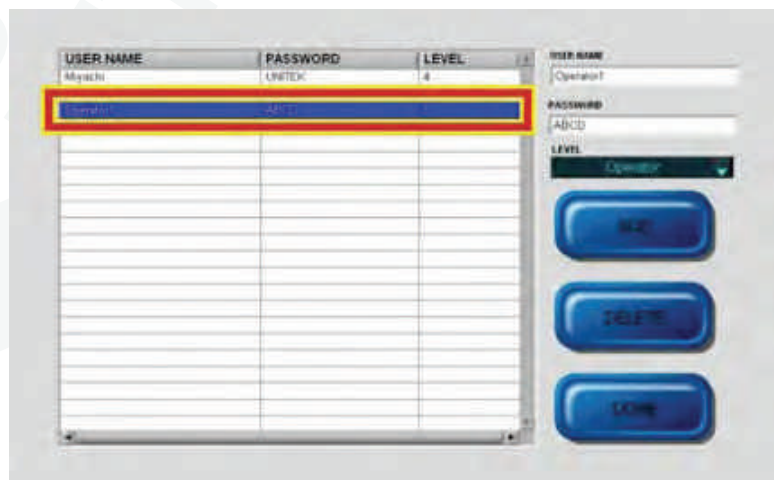 USER NAME PASSWORD LEVEL
Miyachi UNITEK 4
Operator1 ABCD
USER NAME
Operator1
PASSWORD
ABCD
LEVEL
Operator
DELETE
DONE